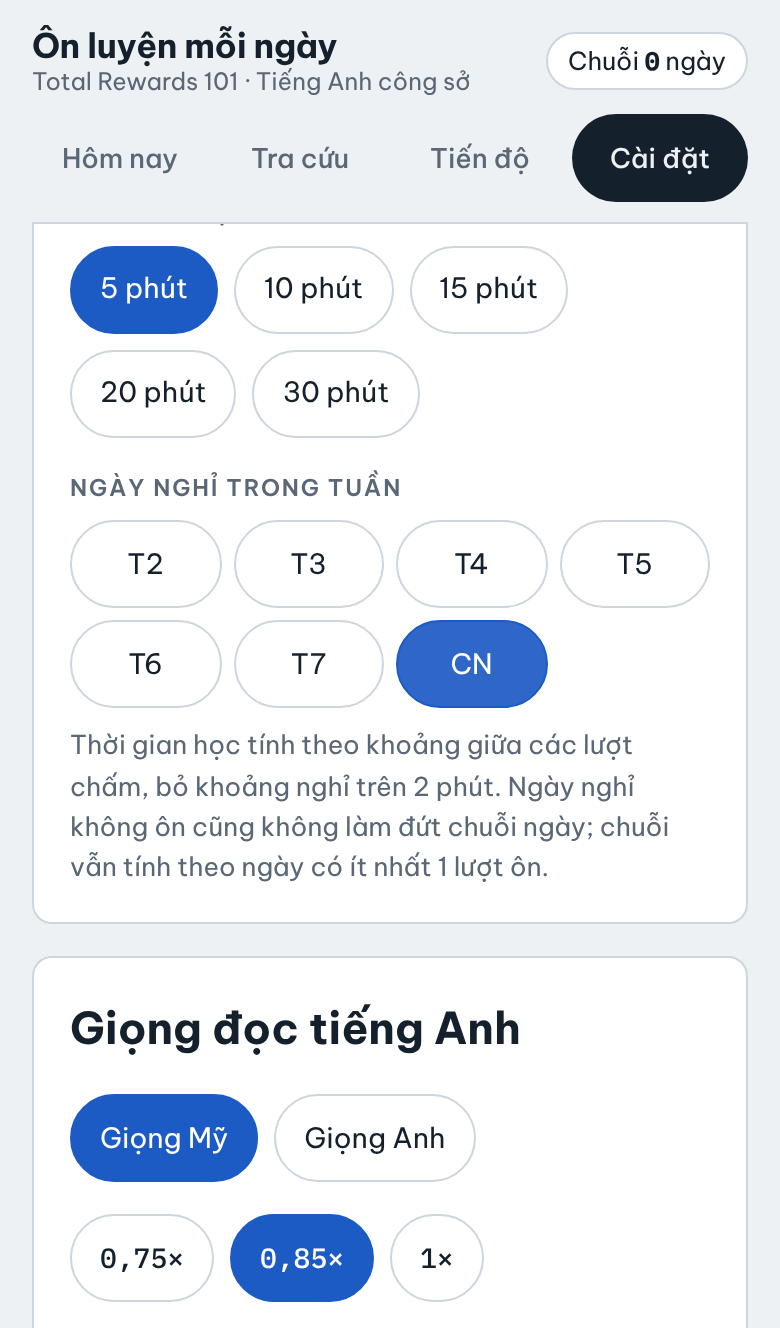 Ôn luyện mỗi ngày
Total Rewards 101 · Tiếng Anh công sở
Chuỗi 0 ngày
Hôm nay Tra cứu Tiến độ Cài đặt
5 phút 10 phút 15 phút
20 phút 30 phút
NGÀY NGHỈ TRONG TUẦN
T2 T3 T4 T5
T6 T7 CN
Thời gian học tính theo khoảng giữa các lượt
chấm, bỏ khoảng nghỉ trên 2 phút. Ngày nghỉ
không ôn cũng không làm đứt chuỗi ngày; chuỗi
vẫn tính theo ngày có ít nhất 1 lượt ôn.
Giọng đọc tiếng Anh
Giọng Mỹ Giọng Anh
0,75× 0,85× 1×